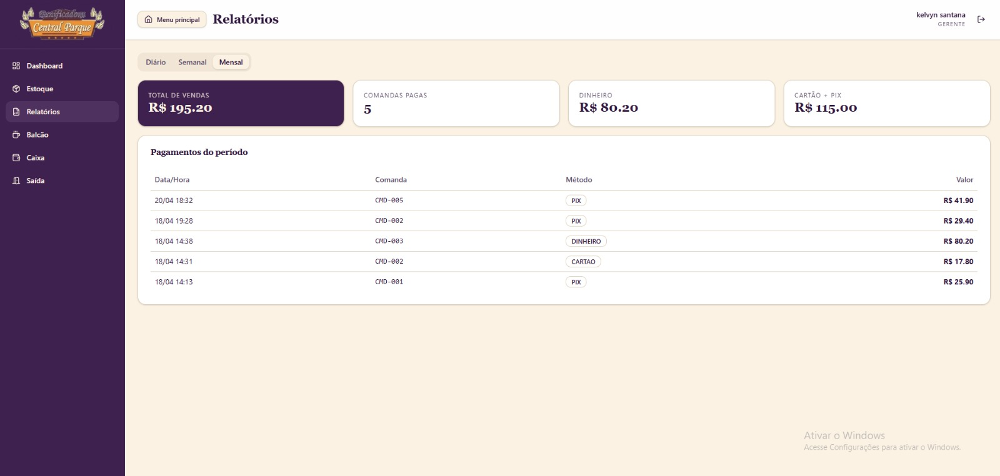 Panificadora
Central Parque
Menu principal
Relatórios
kelvyn santana
GERENTE
Dashboard
Estoque
Relatórios
Balcão
Caixa
Saída
Diário Semanal Mensal
TOTAL DE VENDAS
R$ 195.20
COMANDAS PAGAS
5
DINHEIRO
R$ 80.20
CARTÃO + PIX
R$ 115.00
Pagamentos do período
Data/Hora Comanda Método Valor
20/04 18:32 CMD-005 PIX R$ 41.90
18/04 19:28 CMD-002 PIX R$ 29.40
18/04 14:38 CMD-003 DINHEIRO R$ 80.20
18/04 14:31 CMD-002 CARTAO R$ 17.80
18/04 14:13 CMD-001 PIX R$ 25.90
Ativar o Windows
Acesse Configurações para ativar o Windows.